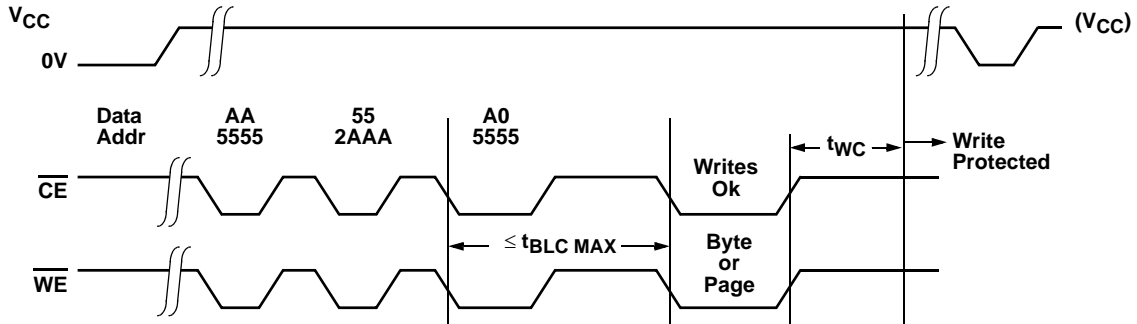 VCC
(VCC)
0V
Data AA 55 A0
Addr 5555 2AAA 5555
tWC
Write
Protected
CE
Writes
Ok
≤ tBLC MAX
Byte
or
Page
WE